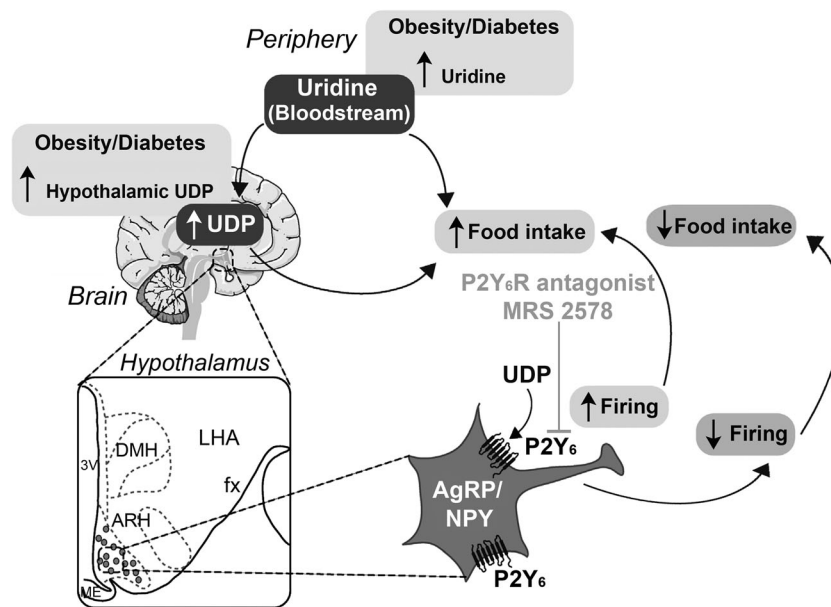 Periphery
Obesity/Diabetes
↑ Uridine
Uridine
(Bloodstream)
Obesity/Diabetes
↑ Hypothalamic UDP
↑ UDP
↑ Food intake
↓ Food intake
Brain
P2Y₆R antagonist
MRS 2578
Hypothalamus
UDP
↑ Firing
↓ Firing
P2Y₆
DMH
LHA
3V
fx
ARH
AgRP/
NPY
ME
P2Y₆